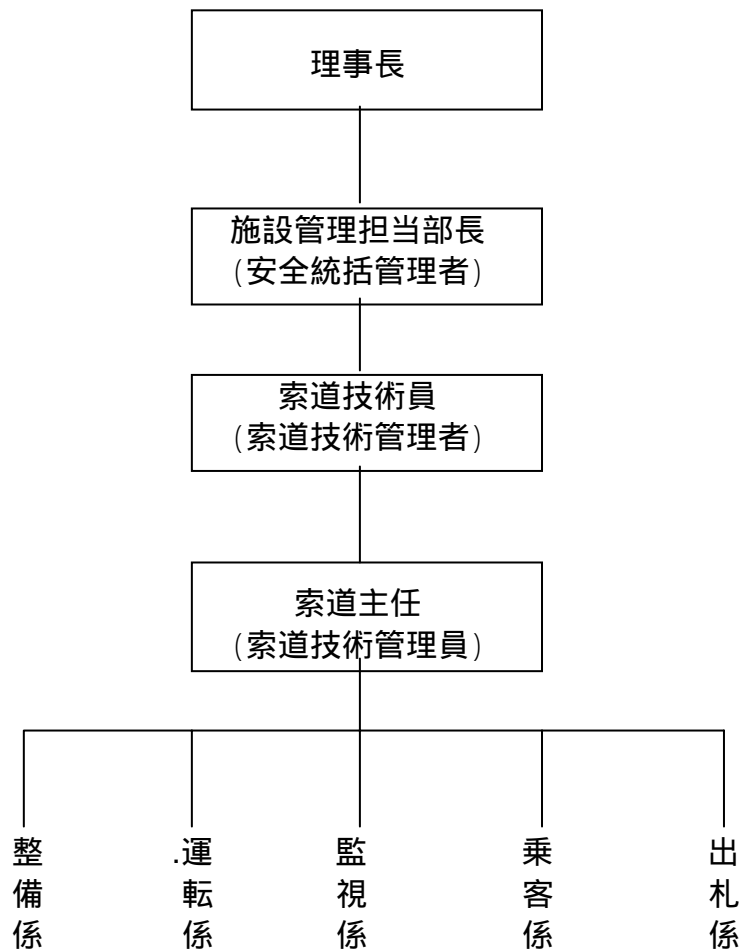 理事長
施設管理担当部長
(安全統括管理者)
索道技術員
(索道技術管理者)
索道主任
(索道技術管理員)
整備係
.運転係
監視係
乗客係
出札係